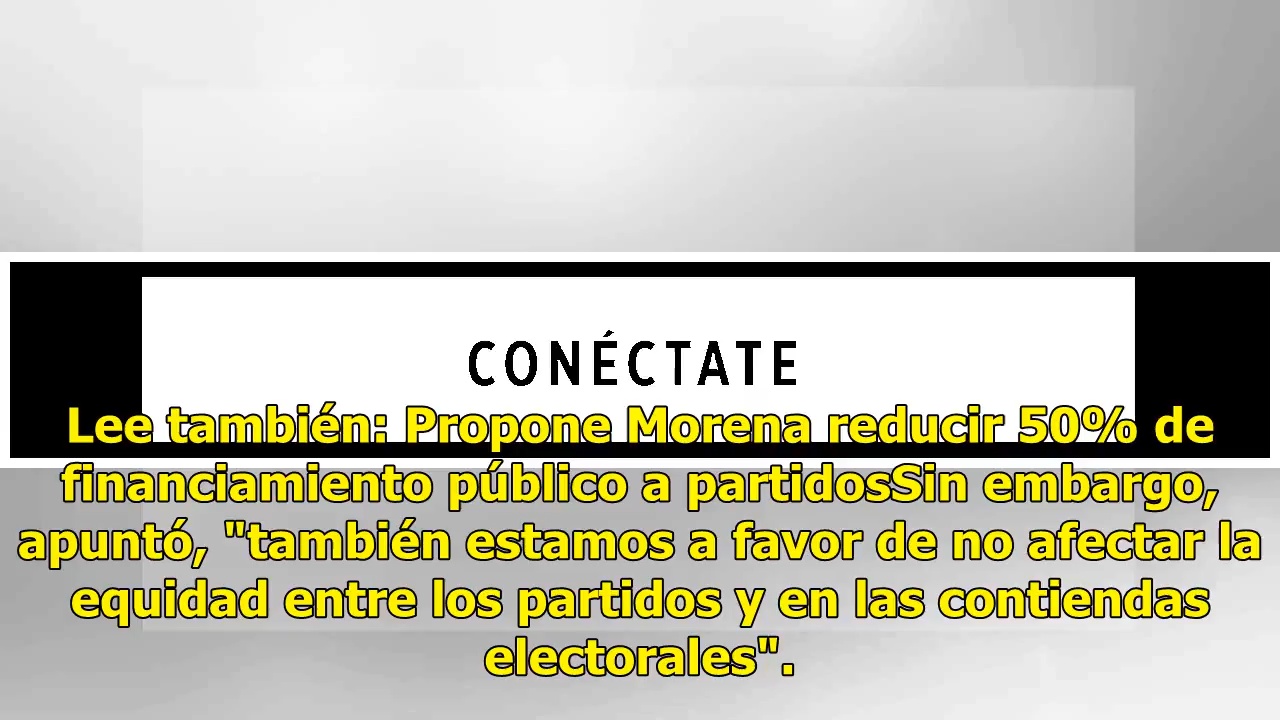 CONÉCTATE
Lee también: Propone Morena reducir 50% de
financiamiento público a partidosSin embargo,
apuntó, "también estamos a favor de no afectar la
equidad entre los partidos y en las contiendas
electorales".